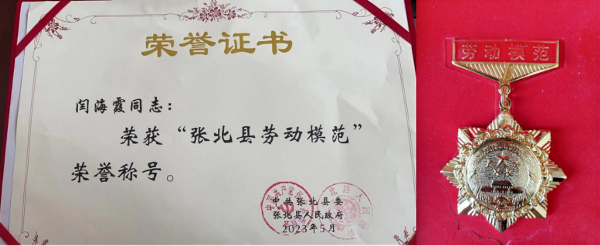 荣誉证书
闫海霞同志：
荣获“张北县劳动模范”
荣誉称号。
中共张北县委
张北县人民政府
2023年5月
劳动模范